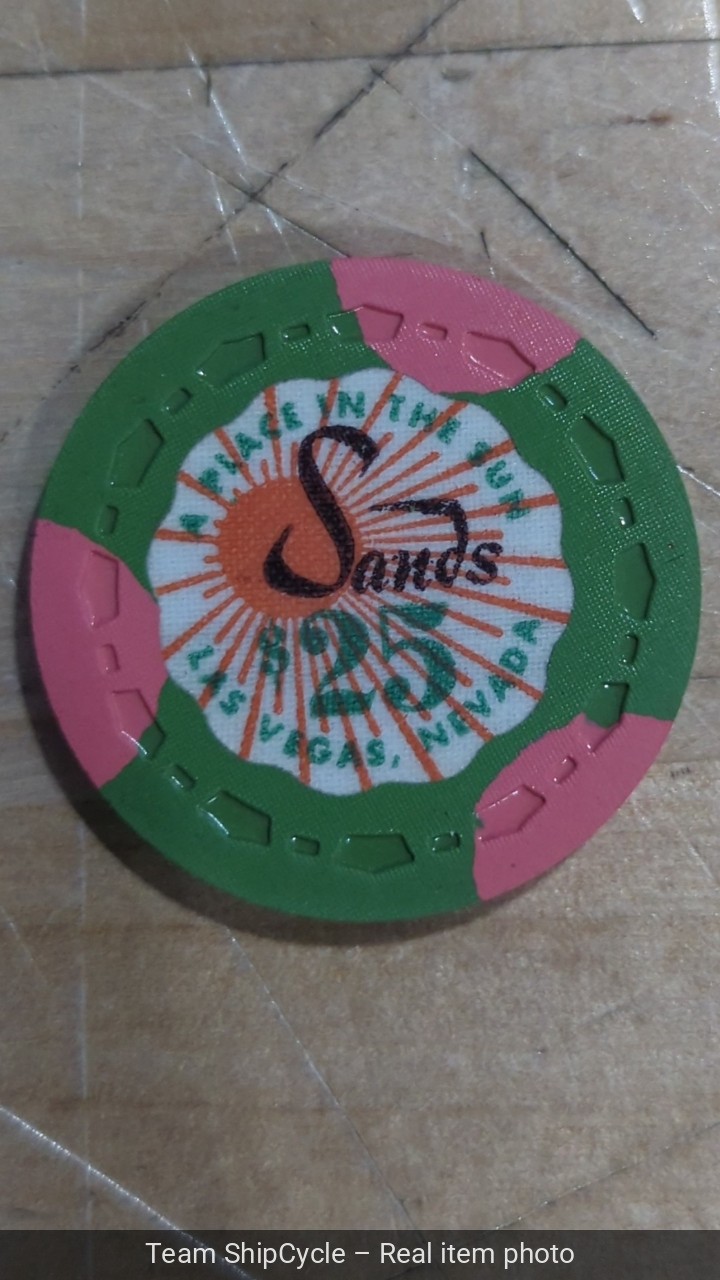 A PLACE IN THE SUN
Sands
$25
LAS VEGAS, NEVADA
Team ShipCycle – Real item photo